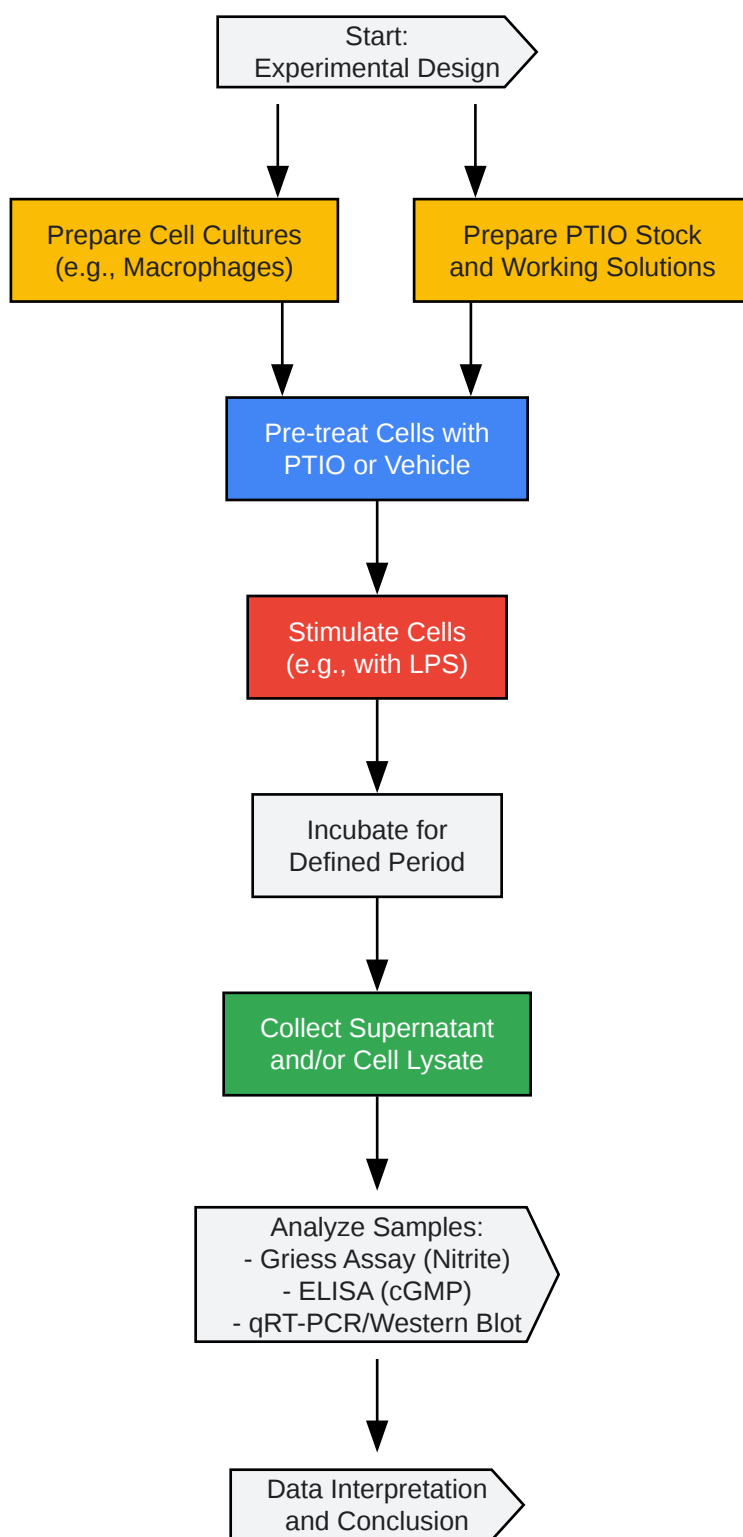 Start:
Experimental Design
Prepare Cell Cultures
(e.g., Macrophages)
Prepare PTIO Stock
and Working Solutions
Pre-treat Cells with
PTIO or Vehicle
Stimulate Cells
(e.g., with LPS)
Incubate for
Defined Period
Collect Supernatant
and/or Cell Lysate
Analyze Samples:
- Griess Assay (Nitrite)
- ELISA (cGMP)
- qRT-PCR/Western Blot
Data Interpretation
and Conclusion